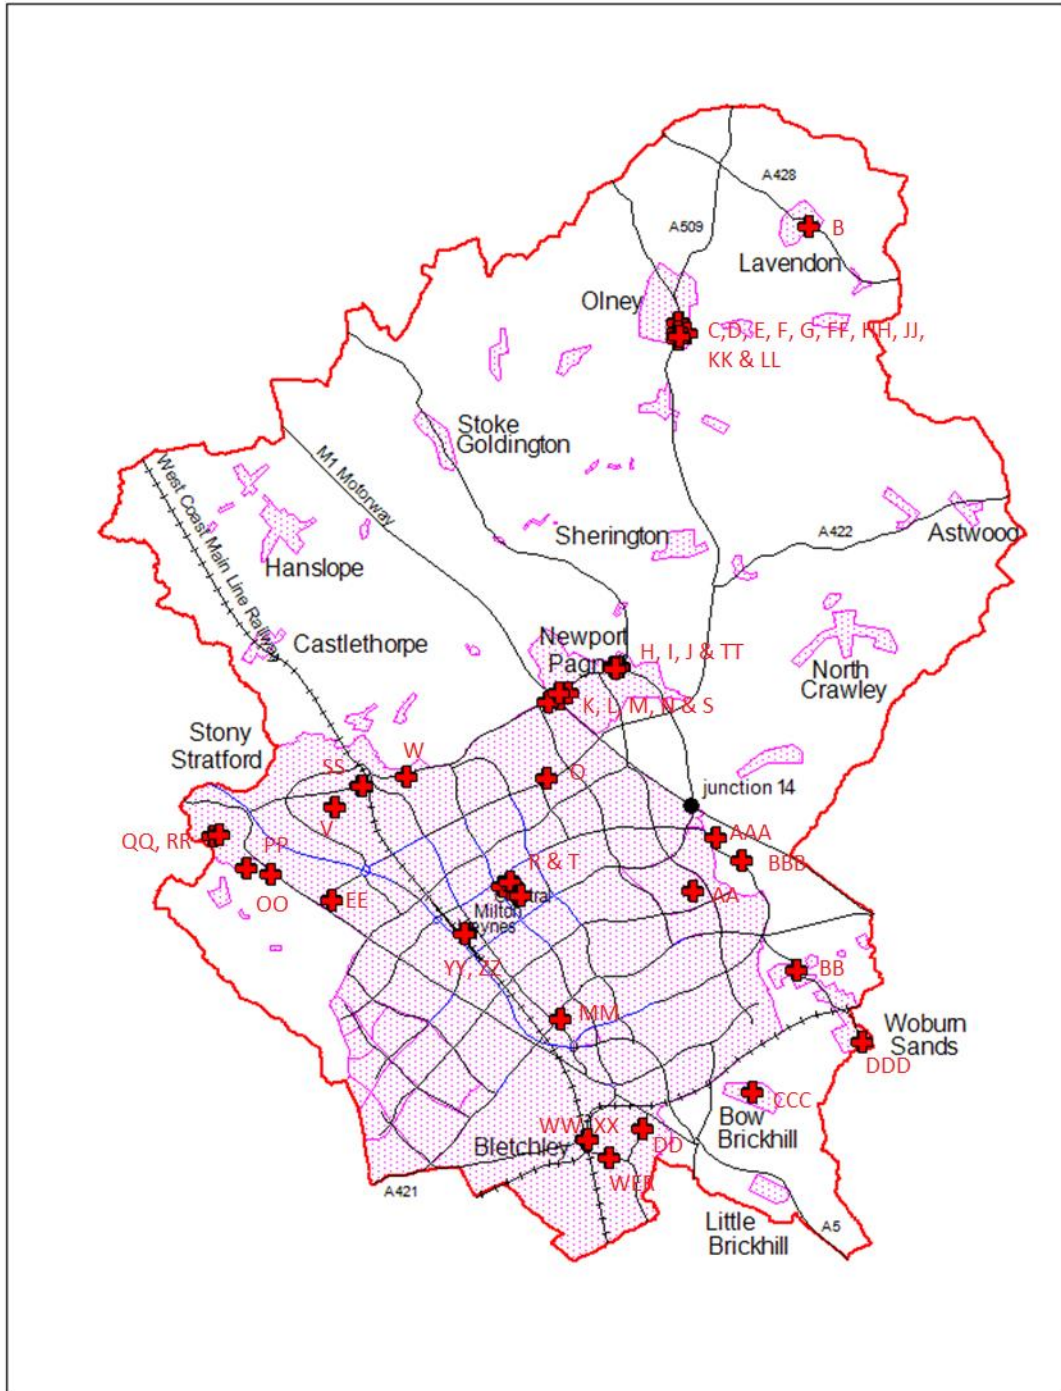 A428
A509
B
Lavendon
Olney
C,D, E, F, G, FF, HH, JJ,
KK & LL
Stoke
Goldington
M1 Motorway
West Coast Main Line Railway
Sherington
A422
Astwood
Hanslope
Castlethorpe
Newport
Pagn
H, I, J & TT
North
Crawley
K, L, M, N & S
Stony
Stratford
W
SS
O
junction 14
V
QQ, RR
PP
AAA
R & T
BBB
OO
EE
AA
Central
Milton
Keynes
YY, ZZ
BB
MM
Woburn
Sands
DDD
CCC
Bow
Brickhill
WW, XX
Bletchley
DD
WER
A421
Little
Brickhill
A5